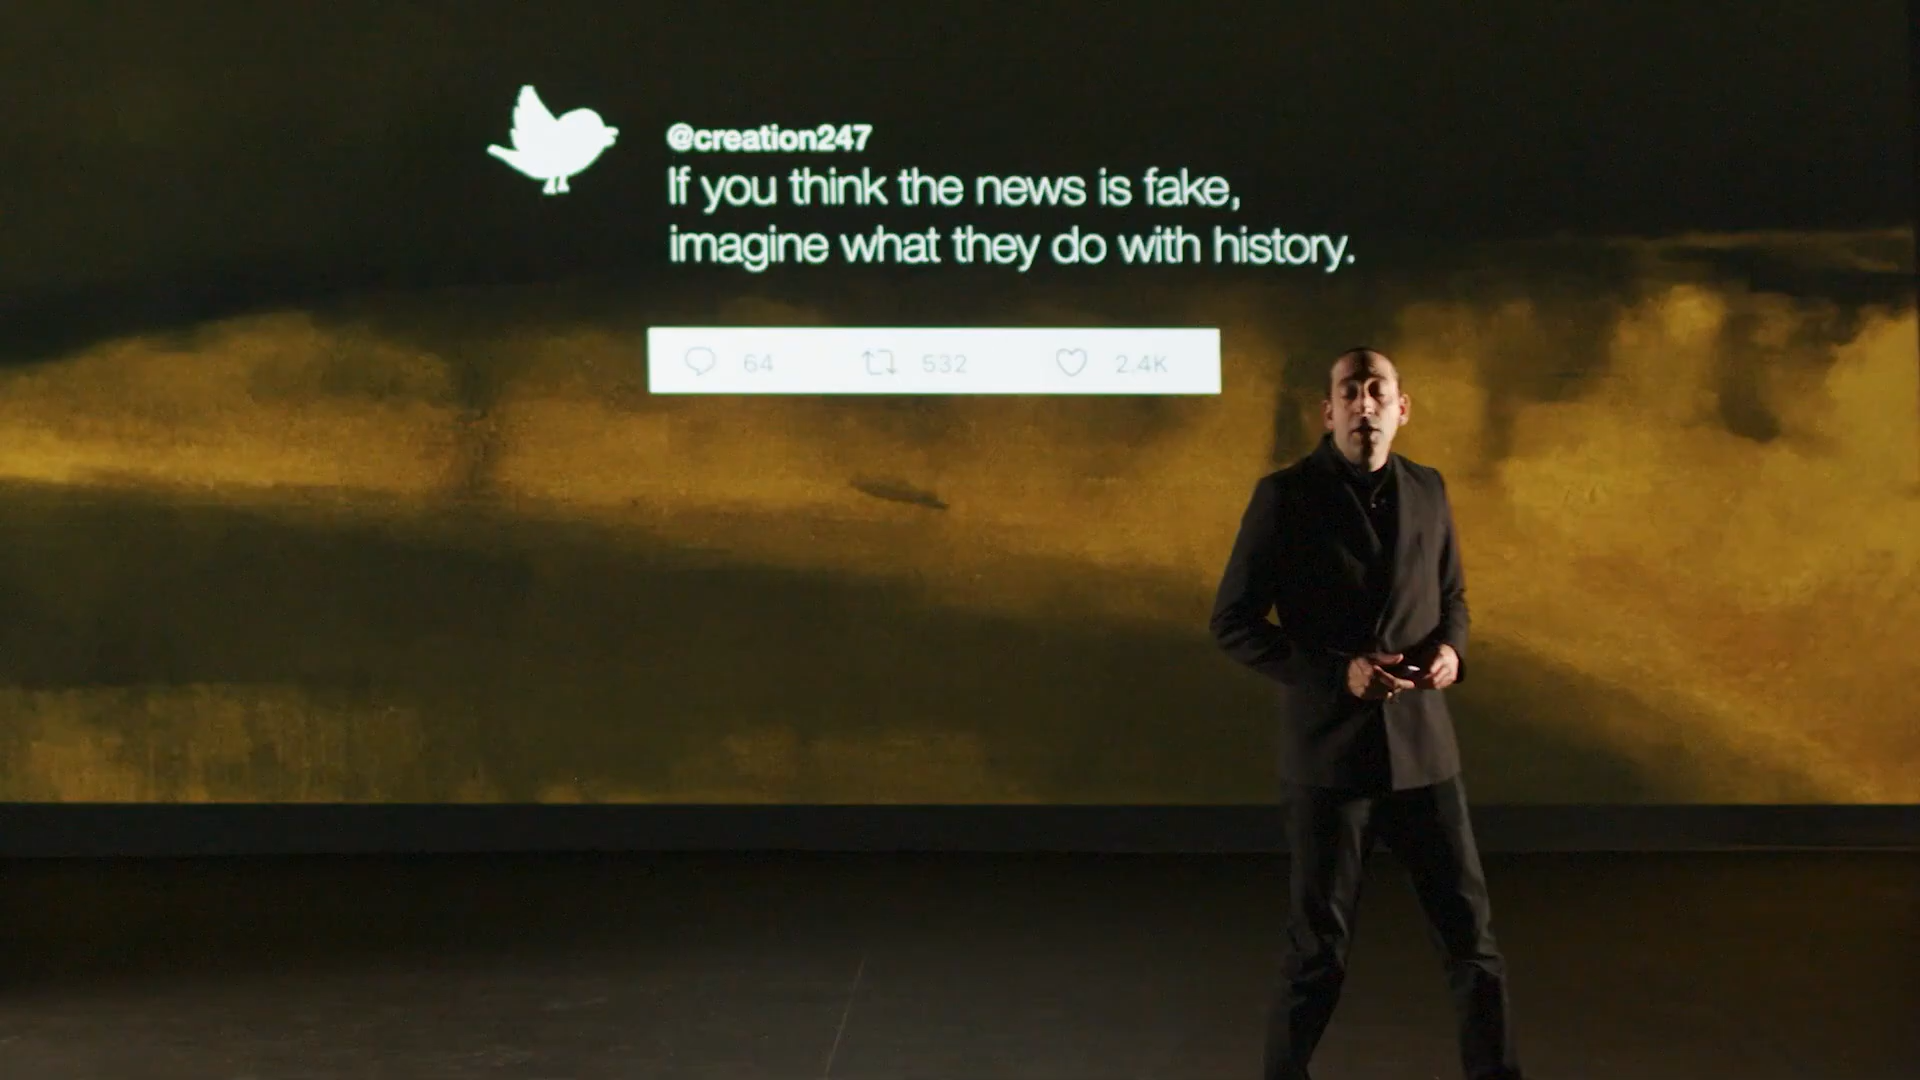 @creation247
If you think the news is fake,
imagine what they do with history.
64 532 2.4K